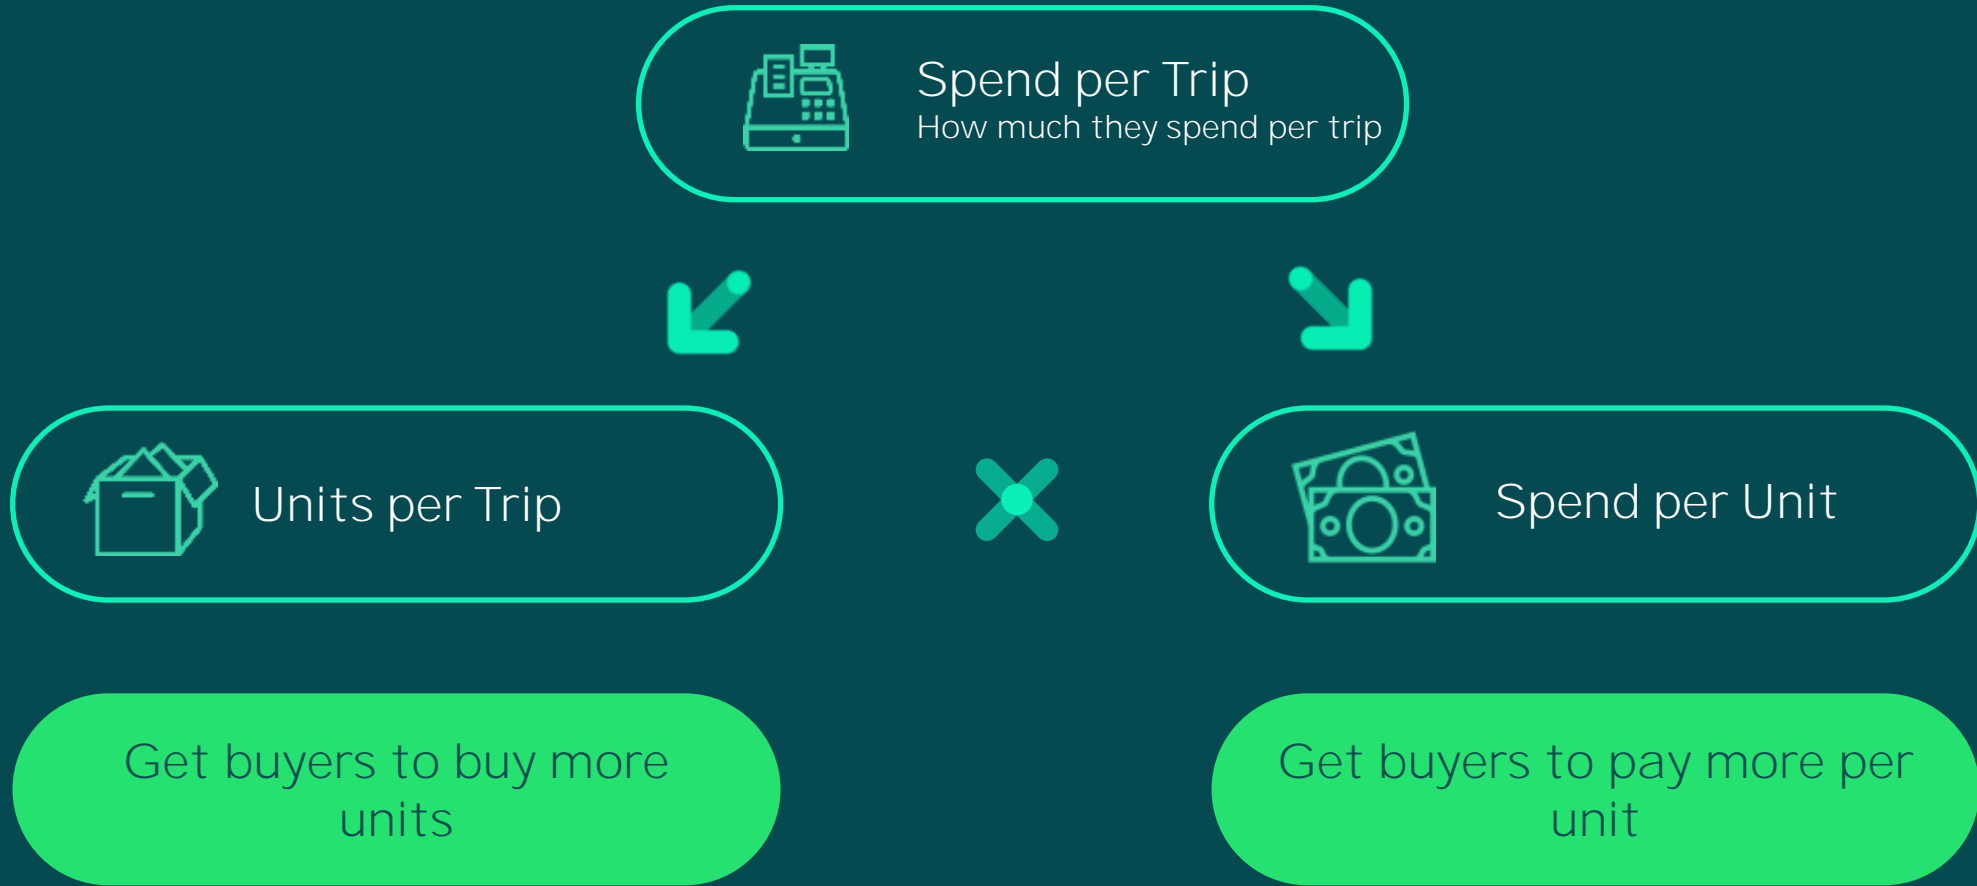 Spend per Trip
How much they spend per trip
Units per Trip
Spend per Unit
Get buyers to buy more
units
Get buyers to pay more per
unit